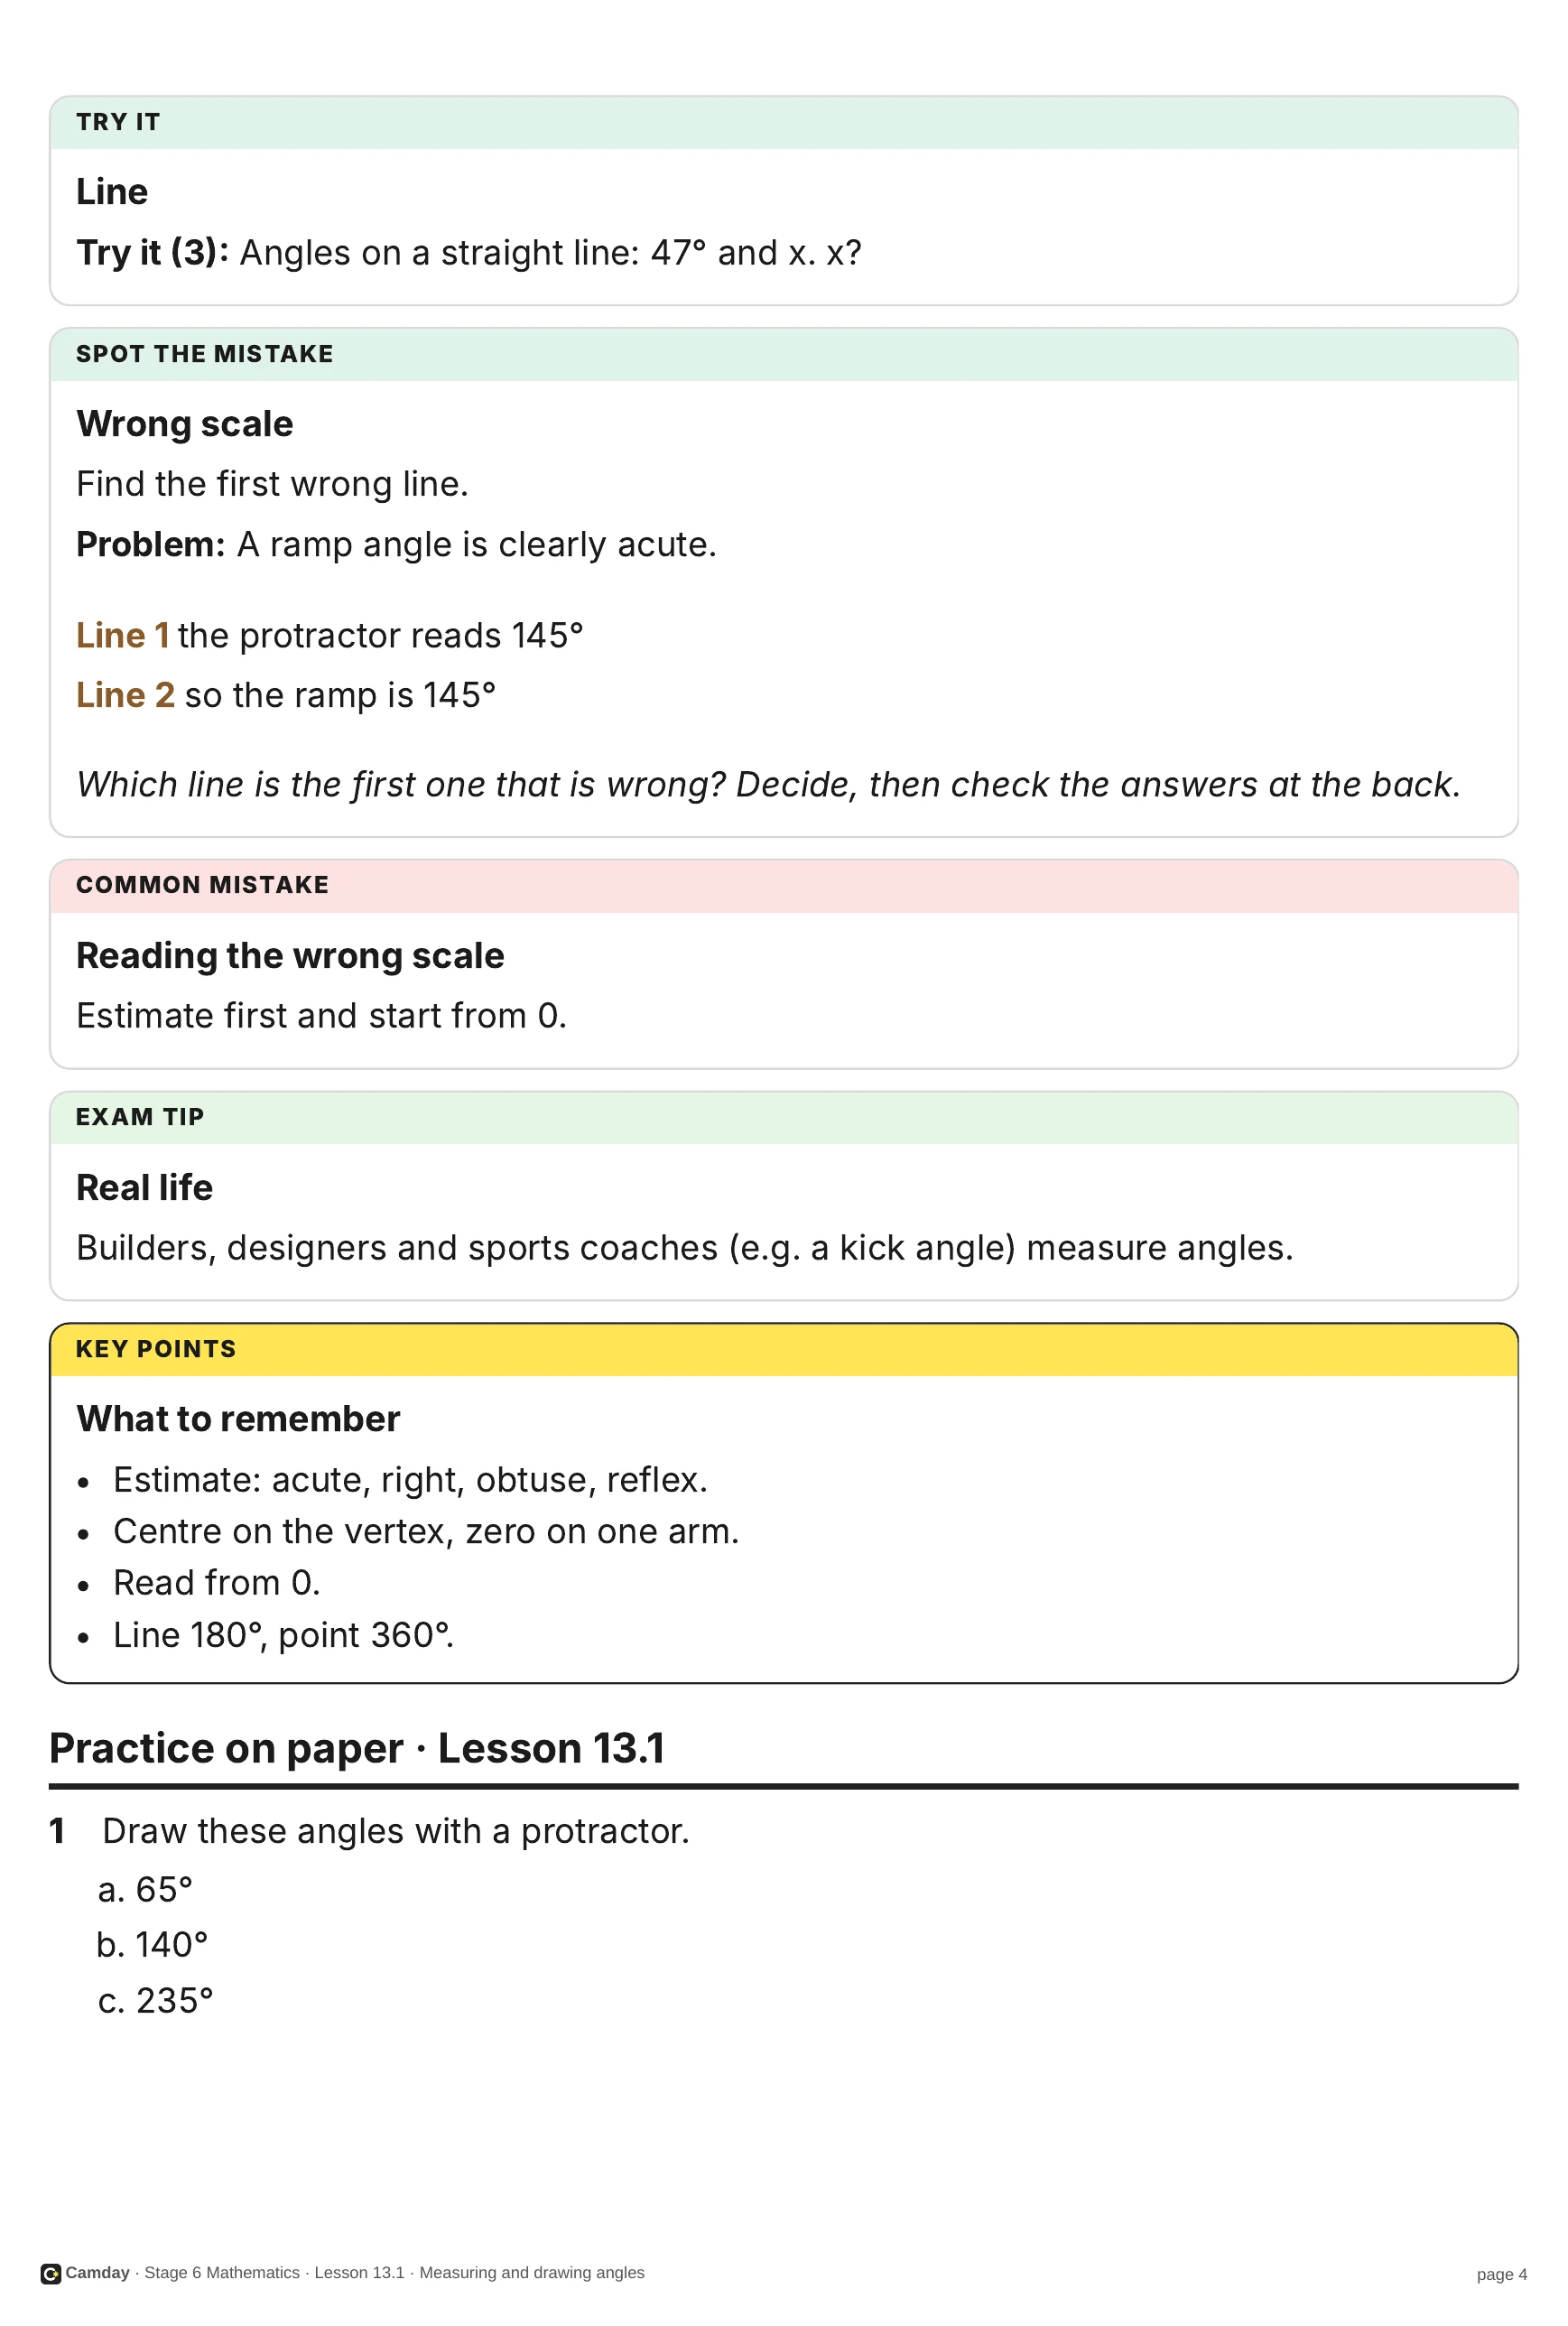 TRY IT
Line
Try it (3): Angles on a straight line: 47° and x. x?
SPOT THE MISTAKE
Wrong scale
Find the first wrong line.
Problem: A ramp angle is clearly acute.
Line 1 the protractor reads 145°
Line 2 so the ramp is 145°
Which line is the first one that is wrong? Decide, then check the answers at the back.
COMMON MISTAKE
Reading the wrong scale
Estimate first and start from 0.
EXAM TIP
Real life
Builders, designers and sports coaches (e.g. a kick angle) measure angles.
KEY POINTS
What to remember
• Estimate: acute, right, obtuse, reflex.
• Centre on the vertex, zero on one arm.
• Read from 0.
• Line 180°, point 360°.
Practice on paper · Lesson 13.1
1 Draw these angles with a protractor.
a. 65°
b. 140°
c. 235°
Camday · Stage 6 Mathematics · Lesson 13.1 · Measuring and drawing angles
page 4